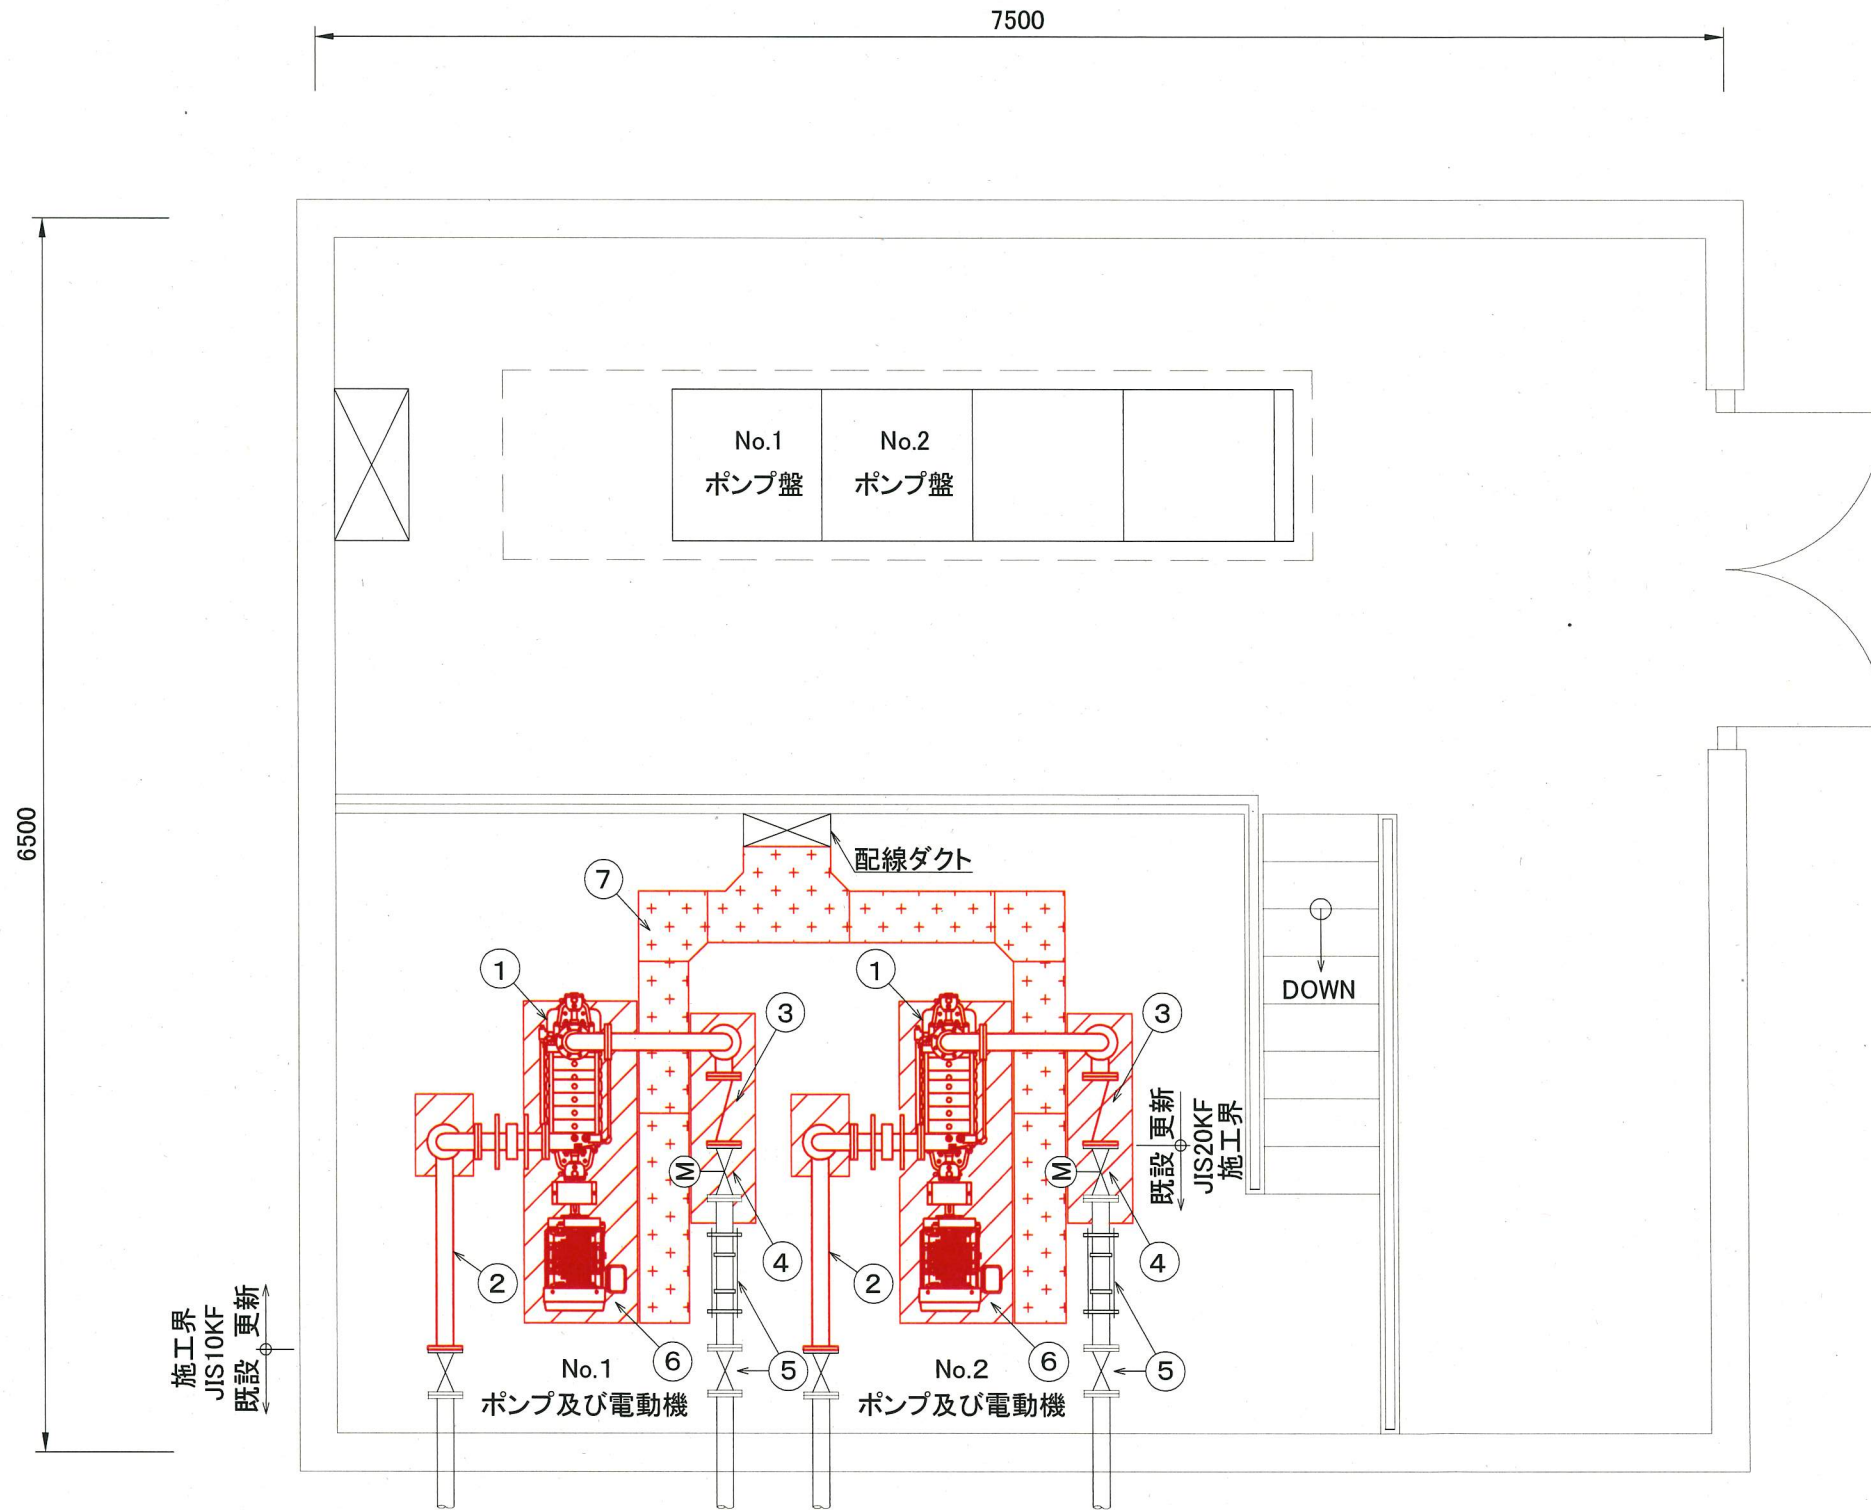 7500
6500
No.1
ポンプ盤
No.2
ポンプ盤
配線ダクト
⑦
①
①
③
③
DOWN
既設 更新
JIS20KF
施工界
M
M
④
④
②
②
施工界
JIS10KF
既設 更新
⑥
⑥
⑤
⑤
No.1
ポンプ及び電動機
No.2
ポンプ及び電動機